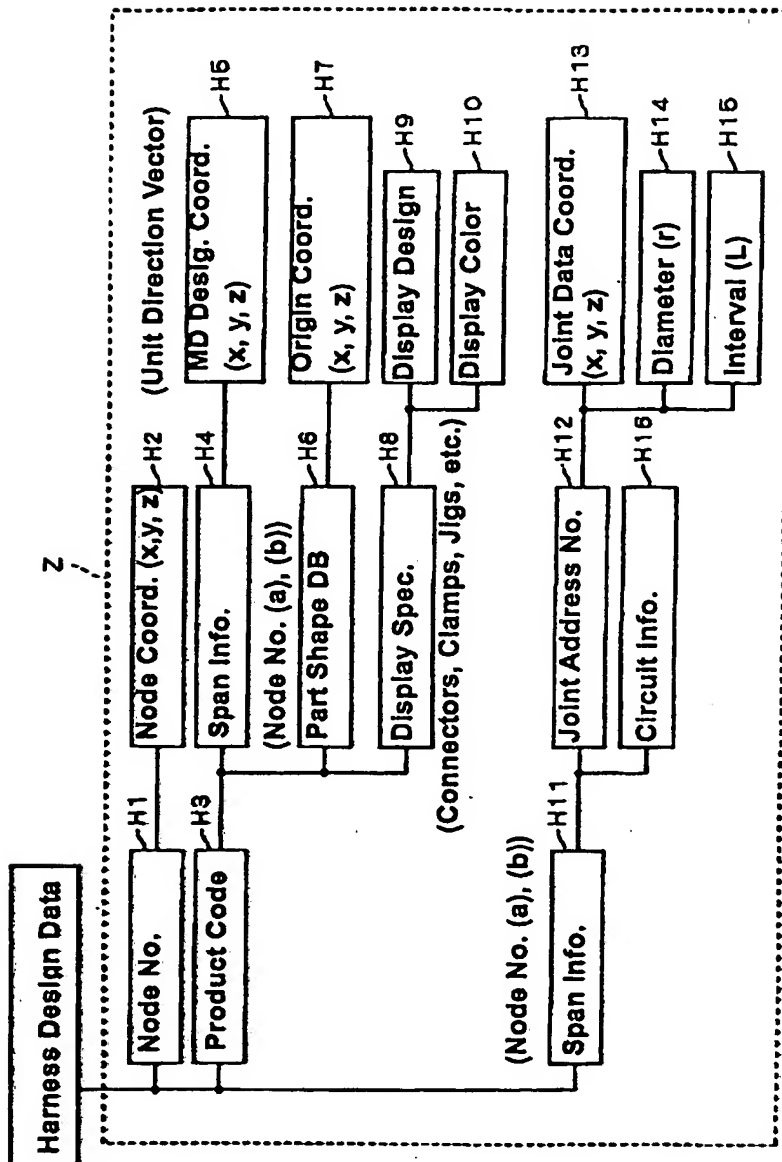 Harness Design Data
Z
Node No.
H1
Node Coord. (x,y, z)
H2
(Unit Direction Vector)
Product Code
H3
Span Info.
H4
MD Desig. Coord.
(x, y, z)
H5
(Node No. (a), (b))
Part Shape DB
H6
Origin Coord.
(x, y, z)
H7
Display Spec.
H8
(Connectors, Clamps, Jigs, etc.)
Display Design
H9
Display Color
H10
(Node No. (a), (b))
Span Info.
H11
Joint Address No.
H12
Joint Data Coord.
(x, y, z)
H13
Diameter (r)
H14
Interval (L)
H15
Circuit Info.
H16